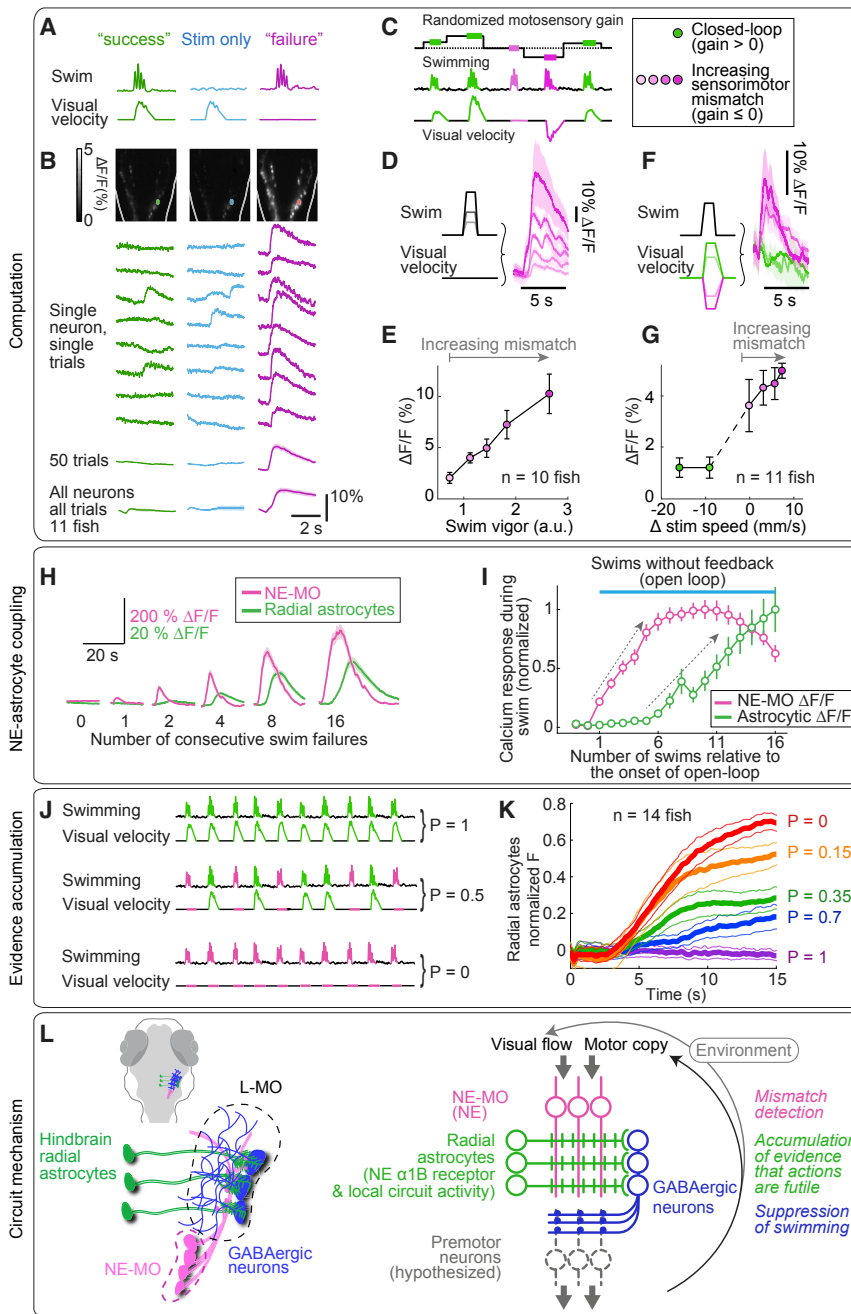 A
"success"
Stim only
"failure"
Swim
Visual
velocity
C
Randomized motosensory gain
Swimming
Visual velocity
Closed-loop
(gain > 0)
Increasing
sensorimotor
mismatch
(gain ≤ 0)
B
5
0
ΔF/F(%)
Single
neuron,
single
trials
50 trials
All neurons
all trials
11 fish
10%
2 s
D
Swim
Visual
velocity
10% ΔF/F
5 s
F
Swim
Visual
velocity
10% ΔF/F
5 s
E
Increasing mismatch
ΔF/F (%)
10
5
0
n = 10 fish
1 2 3
Swim vigor (a.u.)
G
Increasing
mismatch
ΔF/F (%)
4
2
0
n = 11 fish
-20 -10 0 10
Δ stim speed (mm/s)
Computation
H
200 % ΔF/F
20 % ΔF/F
20 s
NE-MO
Radial astrocytes
0 1 2 4 8 16
Number of consecutive swim failures
I
Swims without feedback
(open loop)
Calcium response during
swim (normalized)
1
0.5
0
NE-MO ΔF/F
Astrocytic ΔF/F
1 6 11 16
Number of swims relative to
the onset of open-loop
NE-astrocyte coupling
J
Swimming
Visual velocity
P = 1
Swimming
Visual velocity
P = 0.5
Swimming
Visual velocity
P = 0
K
n = 14 fish
Radial astrocytes
normalized F
0.8
0.6
0.4
0.2
0
P = 0
P = 0.15
P = 0.35
P = 0.7
P = 1
0 5 10 15
Time (s)
Evidence accumulation
L
L-MO
Hindbrain
radial
astrocytes
GABAergic
neurons
NE-MO
Visual flow
Motor copy
Environment
NE-MO
(NE)
Mismatch
detection
Radial
astrocytes
(NE α1B receptor
& local circuit activity)
Accumulation
of evidence
that actions
are futile
GABAergic
neurons
Suppression
of swimming
Premotor
neurons
(hypothesized)
Circuit mechanism